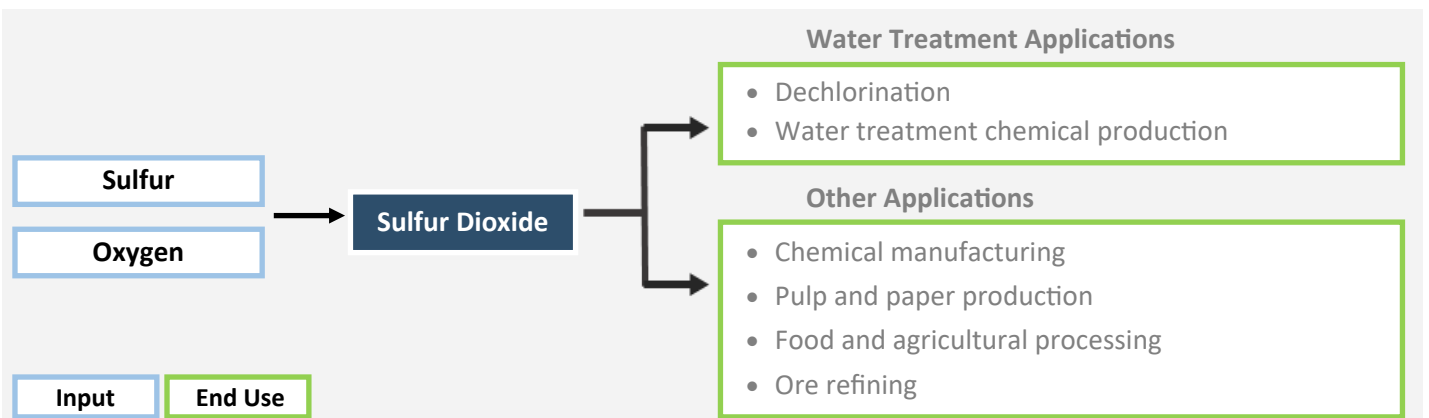 Water Treatment Applications
• Dechlorination
• Water treatment chemical production
Sulfur
Oxygen
Sulfur Dioxide
Other Applications
• Chemical manufacturing
• Pulp and paper production
• Food and agricultural processing
• Ore refining
Input
End Use